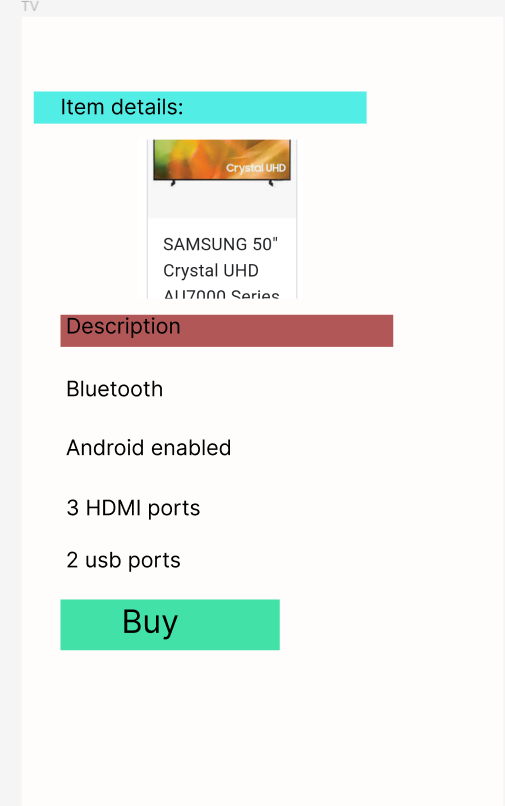 TV
Item details:
Crystal UHD
SAMSUNG 50"
Crystal UHD
AU7000 Series
Description
Bluetooth
Android enabled
3 HDMI ports
2 usb ports
Buy